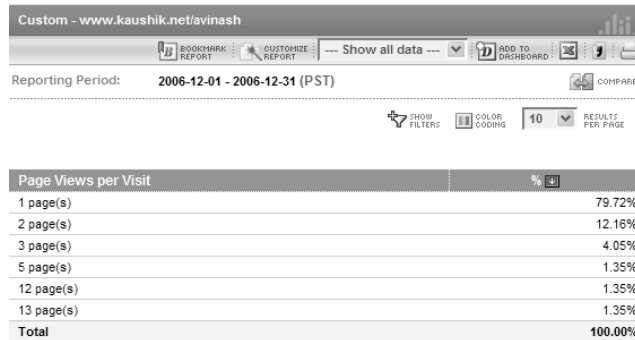 Custom - www.kaushik.net/avinash
BOOKMARK REPORT CUSTOMIZE REPORT --- Show all data --- ADD TO DASHBOARD
Reporting Period: 2006-12-01 - 2006-12-31 (PST) COMPARE
SHOW FILTERS COLOR CODING 10 RESULTS PER PAGE
Page Views per Visit %
1 page(s) 79.72%
2 page(s) 12.16%
3 page(s) 4.05%
5 page(s) 1.35%
12 page(s) 1.35%
13 page(s) 1.35%
Total 100.00%